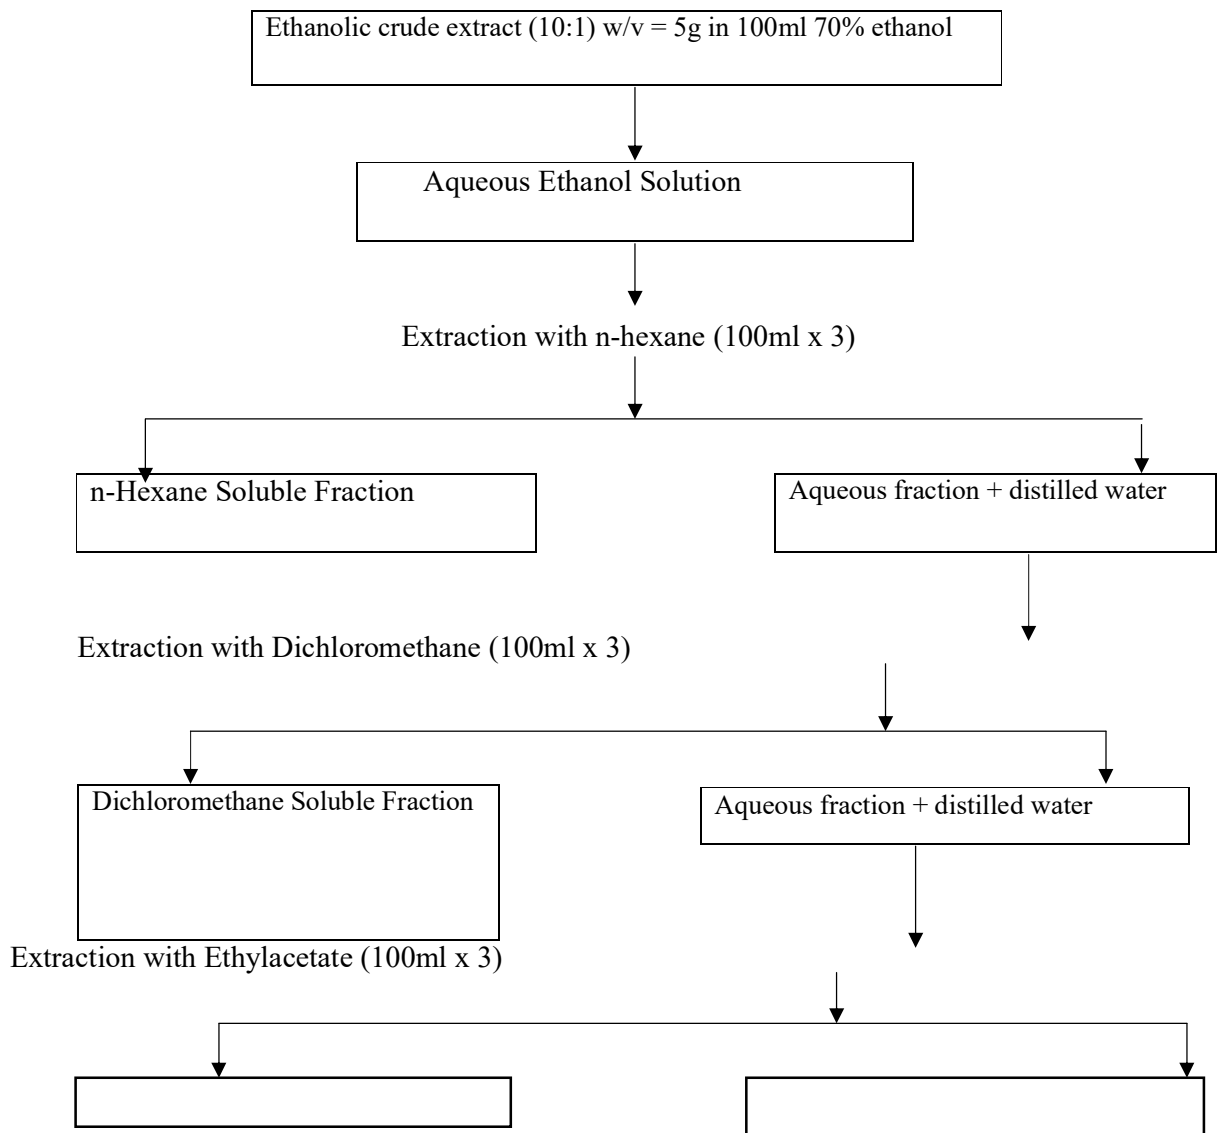 Ethanolic crude extract (10:1) w/v = 5g in 100ml 70% ethanol
Aqueous Ethanol Solution
Extraction with n-hexane (100ml x 3)
n-Hexane Soluble Fraction
Aqueous fraction + distilled water
Extraction with Dichloromethane (100ml x 3)
Dichloromethane Soluble Fraction
Aqueous fraction + distilled water
Extraction with Ethylacetate (100ml x 3)